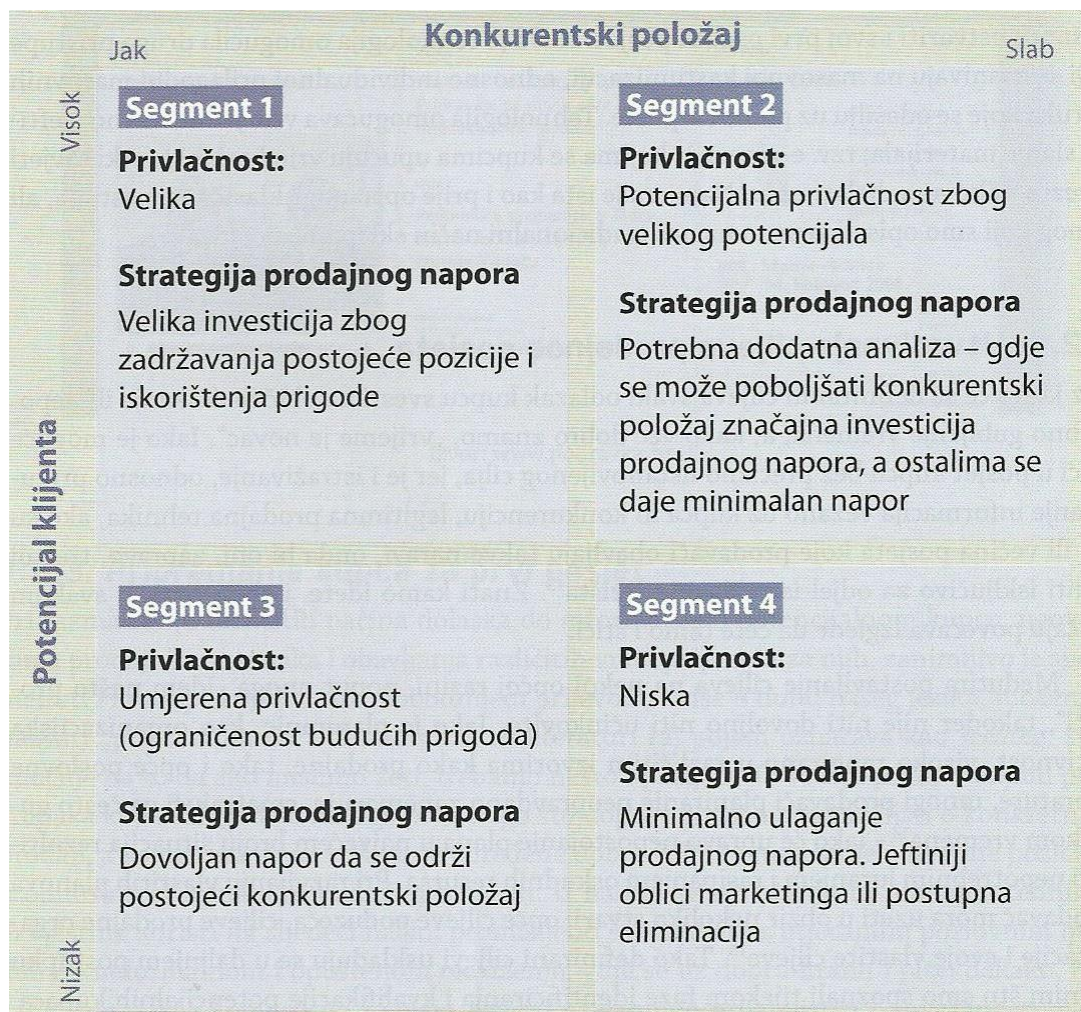 Konkurentski položaj
Jak
Slab
Visok
Potencijal klijenta
Nizak
Segment 1
Privlačnost:
Velika
Strategija prodajnog napora
Velika investicija zbog
zadržavanja postojeće pozicije i
iskorištenja prigode
Segment 2
Privlačnost:
Potencijalna privlačnost zbog
velikog potencijala
Strategija prodajnog napora
Potrebna dodatna analiza – gdje
se može poboljšati konkurentski
položaj značajna investicija
prodajnog napora, a ostalima se
daje minimalan napor
Segment 3
Privlačnost:
Umjerena privlačnost
(ograničenost budućih prigoda)
Strategija prodajnog napora
Dovoljan napor da se održi
postojeći konkurentski položaj
Segment 4
Privlačnost:
Niska
Strategija prodajnog napora
Minimalno ulaganje
prodajnog napora. Jeftiniji
oblici marketinga ili postupna
eliminacija